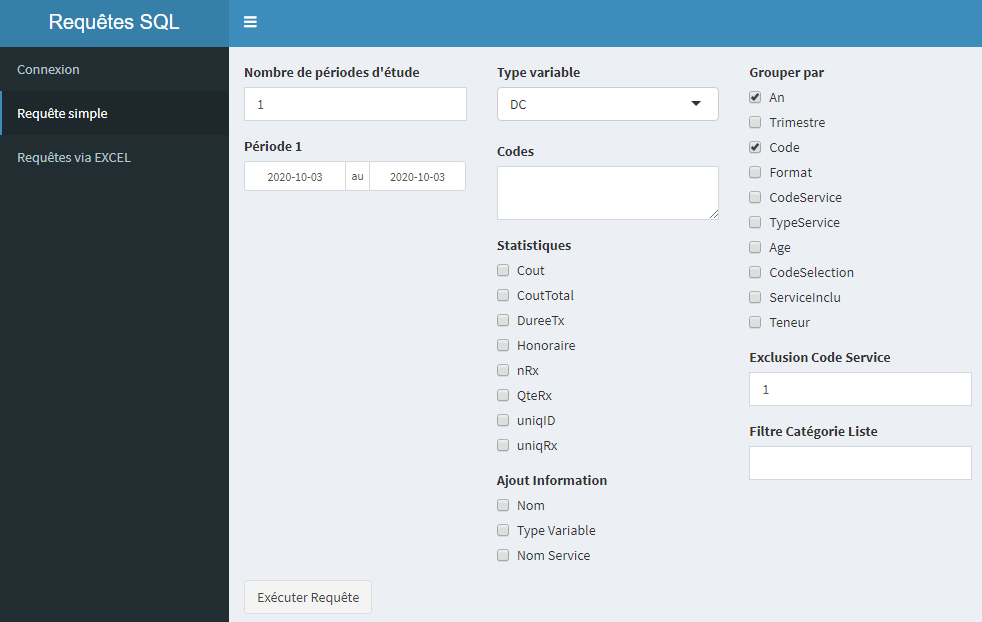 Requêtes SQL
Connexion
Requête simple
Requêtes via EXCEL
Nombre de périodes d'étude
1
Période 1
2020-10-03 au 2020-10-03
Type variable
DC
Codes
Statistiques
Cout
CoutTotal
DureeTx
Honoraire
nRx
QteRx
uniqID
uniqRx
Ajout Information
Nom
Type Variable
Nom Service
Grouper par
An
Trimestre
Code
Format
CodeService
TypeService
Age
CodeSelection
ServiceInclu
Teneur
Exclusion Code Service
1
Filtre Catégorie Liste
Exécuter Requête